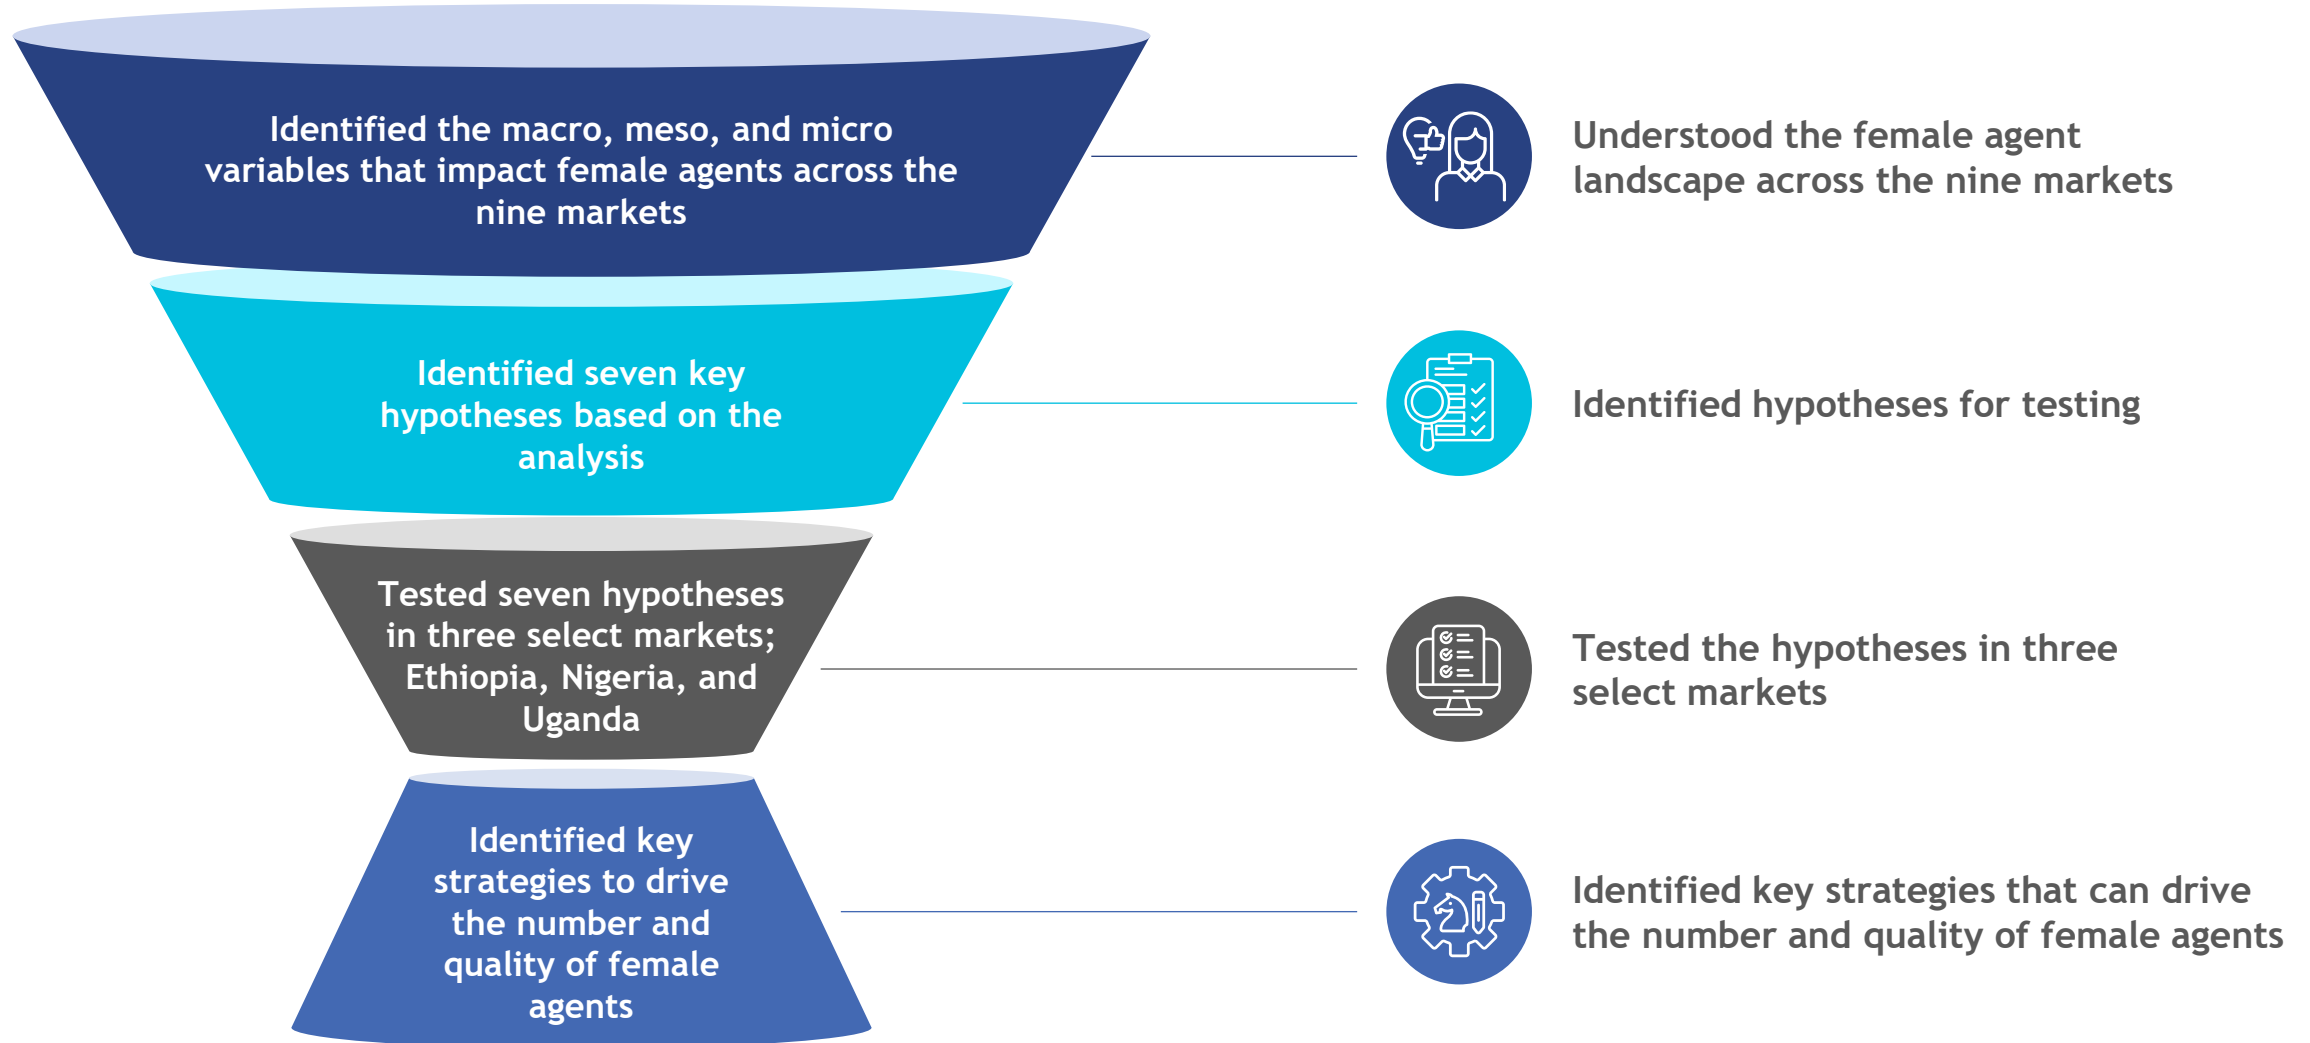 Identified the macro, meso, and micro
variables that impact female agents across the
nine markets
Understood the female agent
landscape across the nine markets
Identified seven key
hypotheses based on the
analysis
Identified hypotheses for testing
Tested seven hypotheses
in three select markets;
Ethiopia, Nigeria, and
Uganda
Tested the hypotheses in three
select markets
Identified key
strategies to drive
the number and
quality of female
agents
Identified key strategies that can drive
the number and quality of female agents